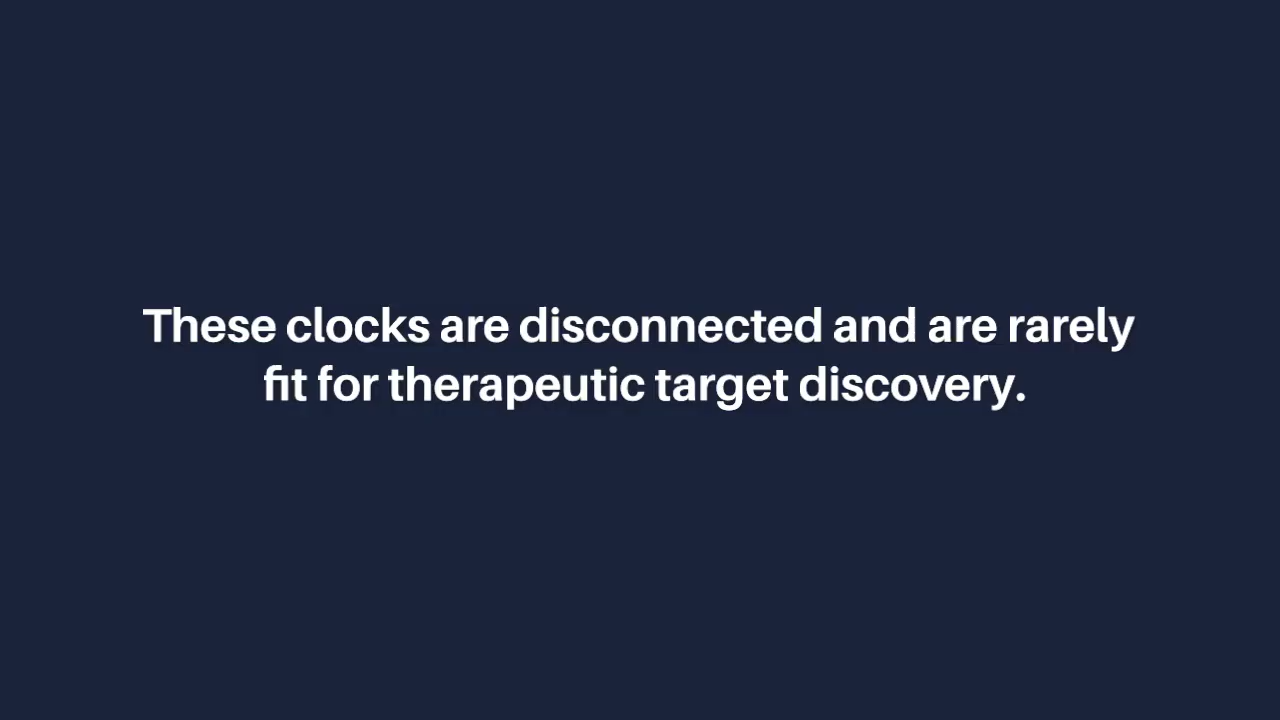 These clocks are disconnected and are rarely
fit for therapeutic target discovery.